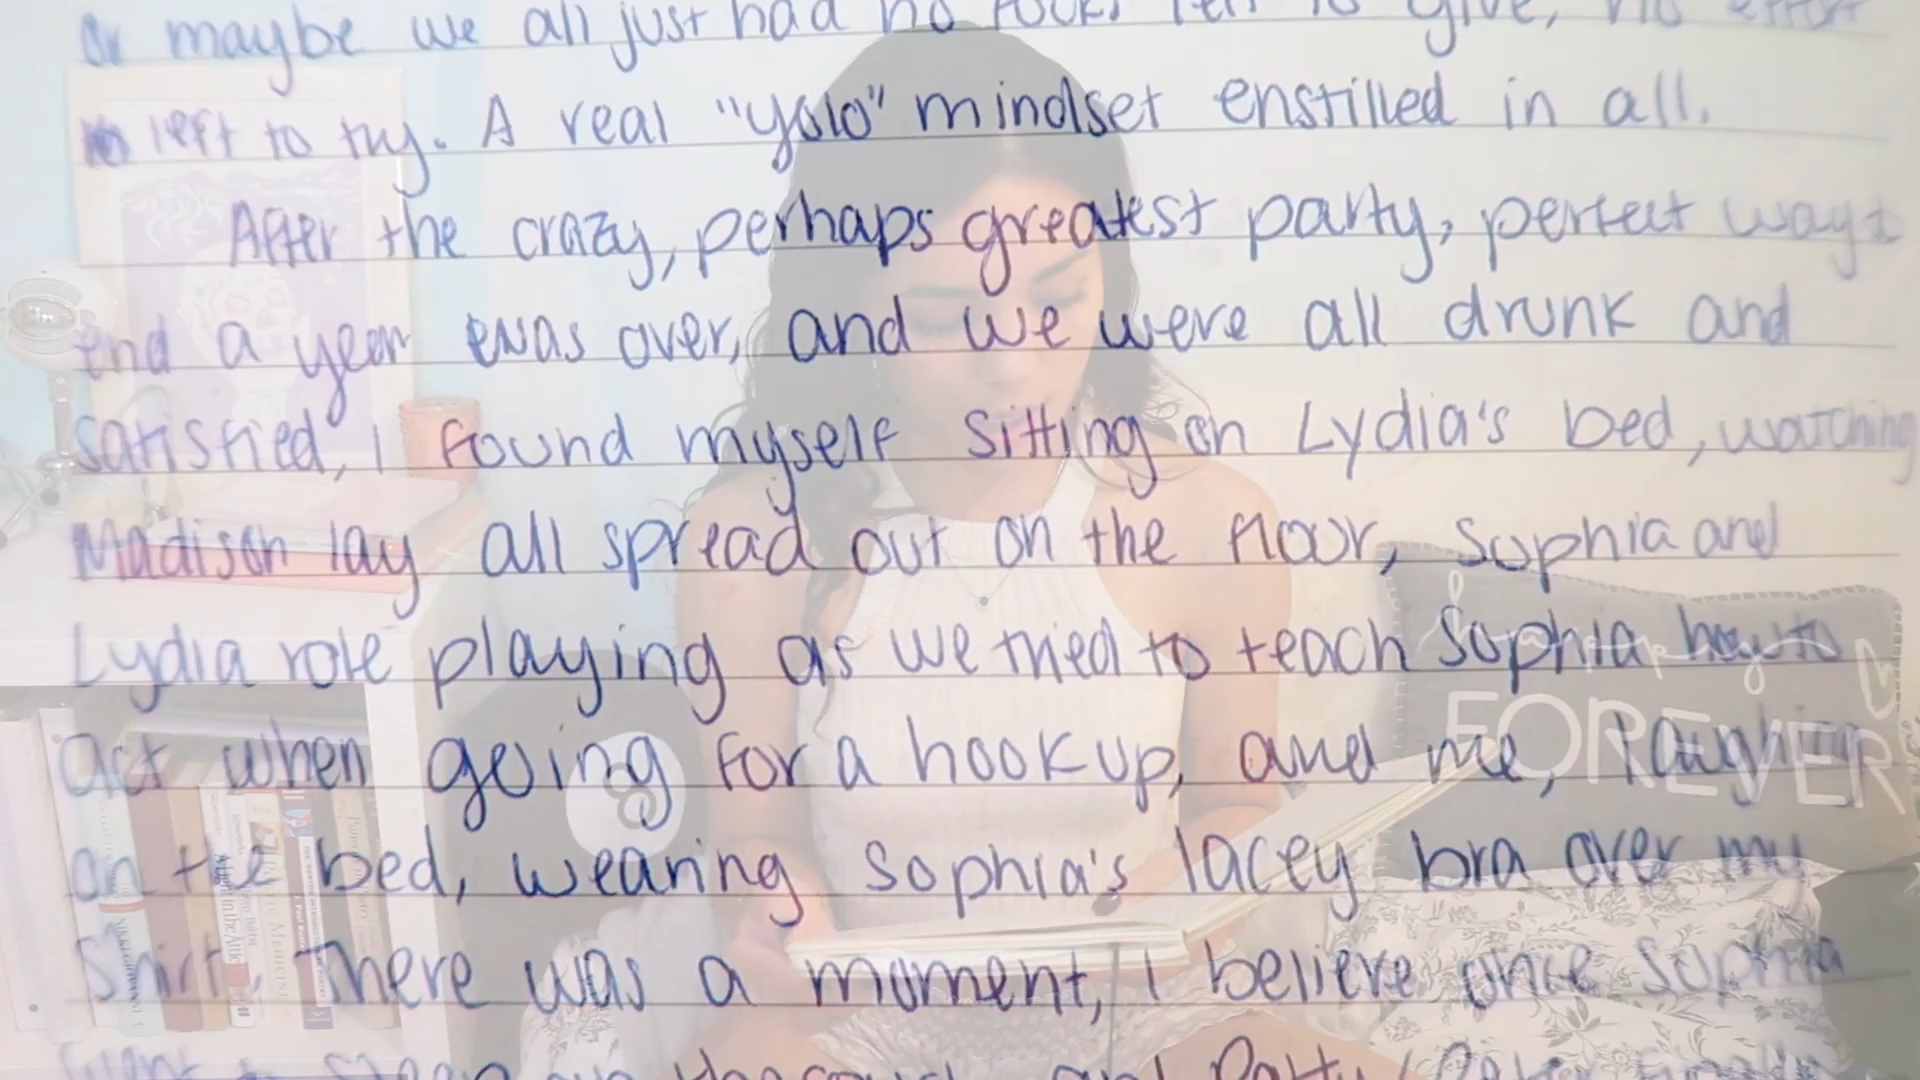 or maybe we all just had no fucks left to give, no effort
left to try. A real "yolo" mindset enstilled in all.
After the crazy, perhaps greatest party, perfect way t
end a year was over, and we were all drunk and
satisfied, I found myself sitting on Lydia's bed, watching
Madison lay all spread out on the floor, Sophia and
Lydia role playing as we tried to teach Sophia how to
act when going for a hook up, and me, laughing
on the bed, wearing Sophia's lacey bra over my
shirt. There was a moment, I believe once Sophia
FOREVER